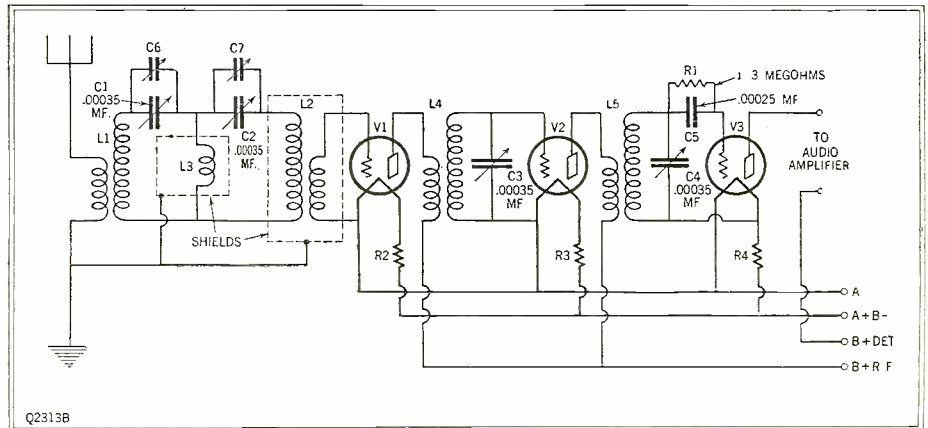 C6
C7
C1
.00035
MF.
L1
L3
C2
.00035
MF..
L2
SHIELDS
V1
R2
L4
C3
.00035
MF
V2
R3
L5
R1
3 MEGOHMS
.00025 MF
C5
C4
.00035
MF
V3
R4
TO
AUDIO
AMPLIFIER
A
A+B-
B+DET
B+R F
Q2313B